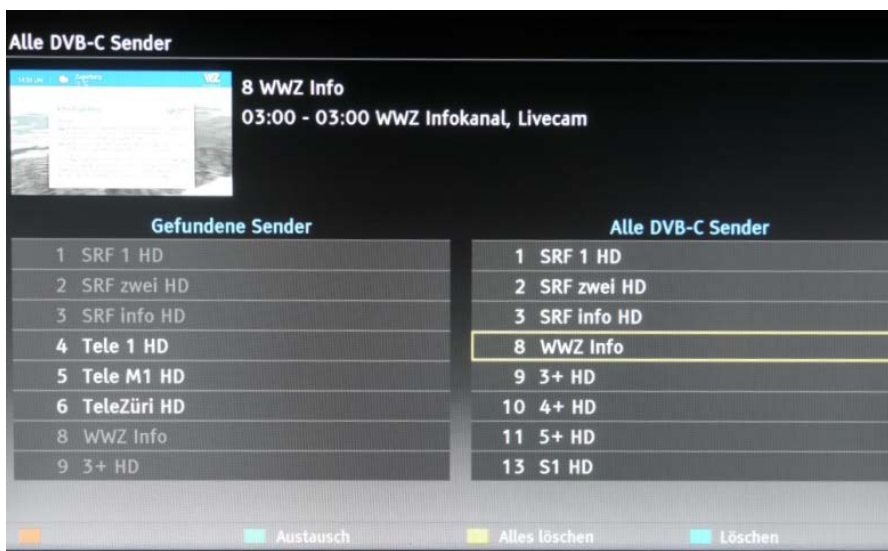 Alle DVB-C Sender
WWZ
8 WWZ Info
03:00 - 03:00 WWZ Infokanal, Livecam
Gefundene Sender
1 SRF 1 HD
2 SRF zwei HD
3 SRF info HD
4 Tele 1 HD
5 Tele M1 HD
6 TeleZüri HD
8 WWZ Info
9 3+ HD
Alle DVB-C Sender
1 SRF 1 HD
2 SRF zwei HD
3 SRF info HD
8 WWZ Info
9 3+ HD
10 4+ HD
11 5+ HD
13 S1 HD
Austausch
Alles löschen
Löschen